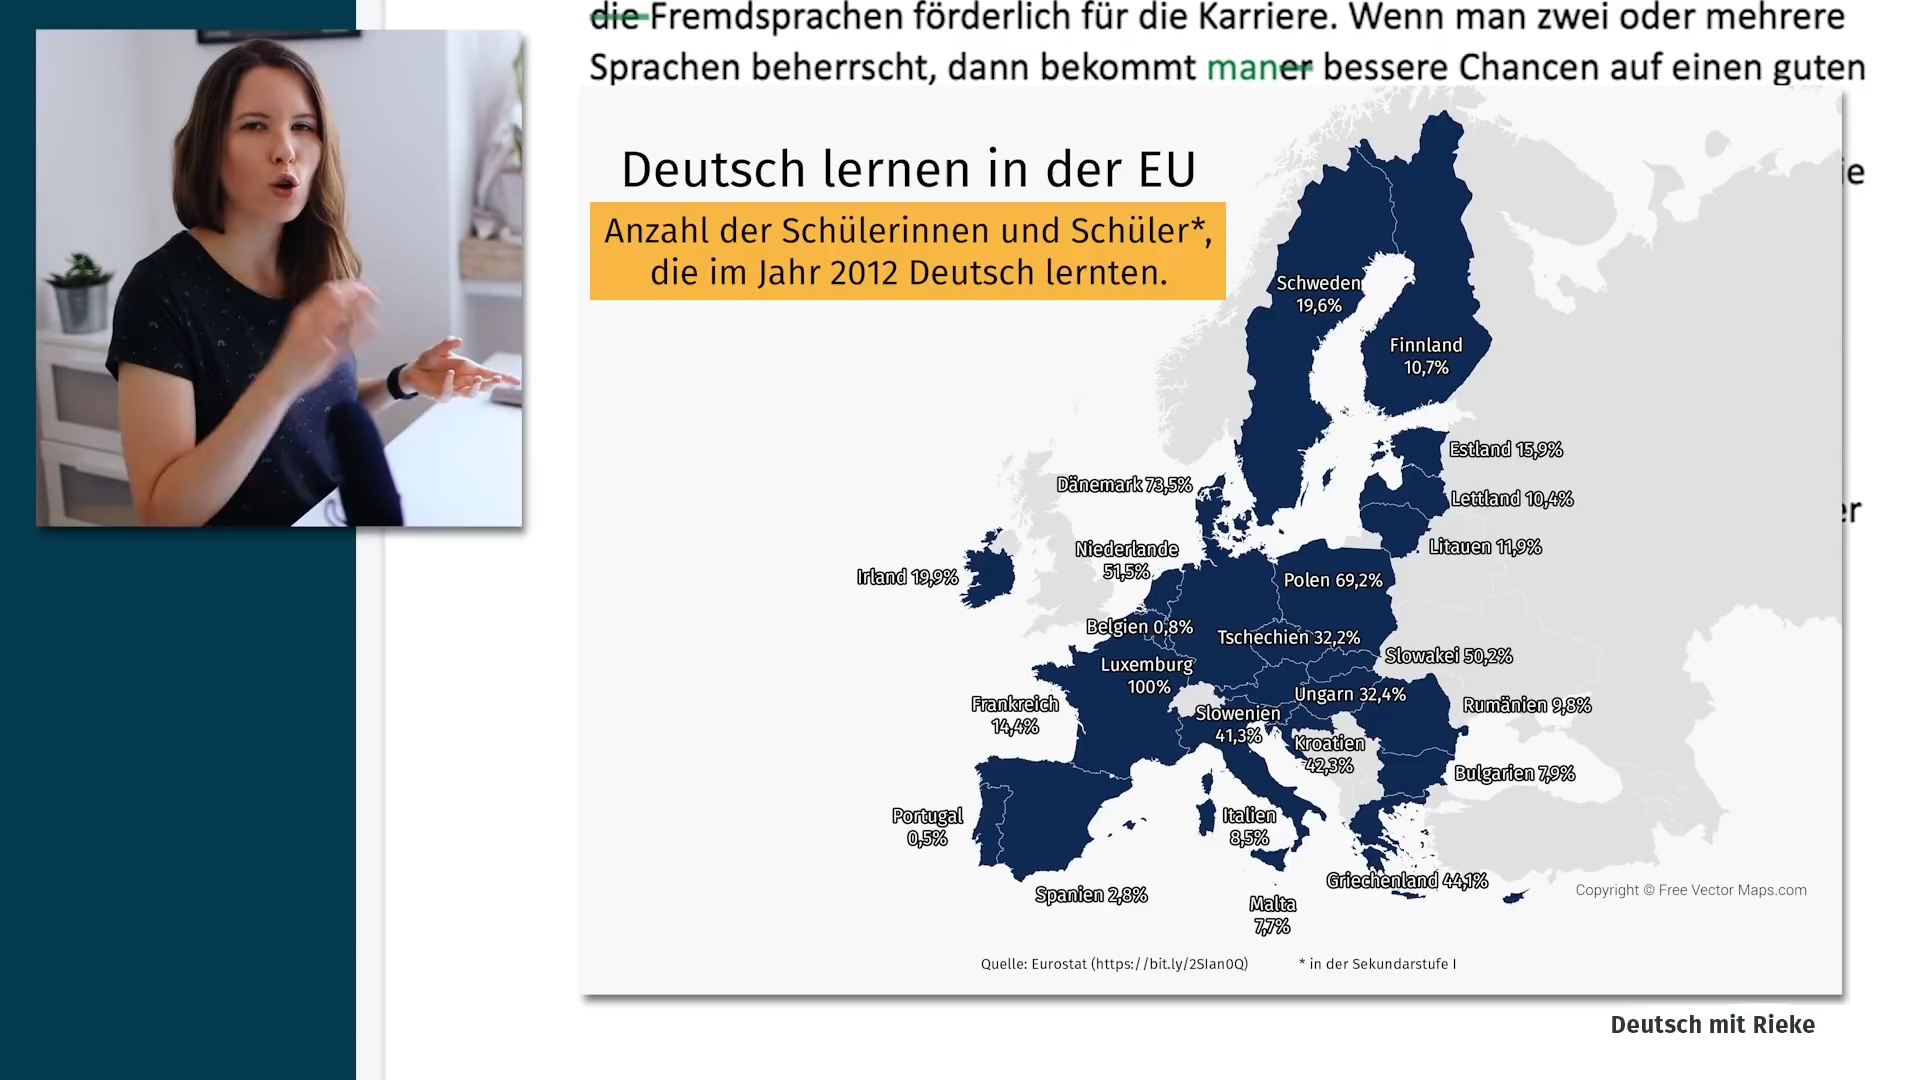 die Fremdsprachen förderlich für die Karriere. Wenn man zwei oder mehrere
Sprachen beherrscht, dann bekommt maner bessere Chancen auf einen guten
ie
Deutsch lernen in der EU
Anzahl der Schülerinnen und Schüler*,
die im Jahr 2012 Deutsch lernten.
Schweden
19,6%
Finnland
10,7%
Estland 15,9%
Dänemark 73,5%
Lettland 10,4%
er
Litauen 11,9%
Niederlande
51,5%
Irland 19,9%
Polen 69,2%
Belgien 0,8%
Tschechien 32,2%
Slowakei 50,2%
Luxemburg
100%
Ungarn 32,4%
Frankreich
14,4%
Rumänien 9,8%
Slowenien
41,3%
Kroatien
42,3%
Bulgarien 7,9%
Portugal
0,5%
Italien
8,5%
Griechenland 44,1%
Spanien 2,8%
Malta
7,7%
Copyright © Free Vector Maps.com
Quelle: Eurostat (https://bit.ly/2SIan0Q)
* in der Sekundarstufe I
Deutsch mit Rieke